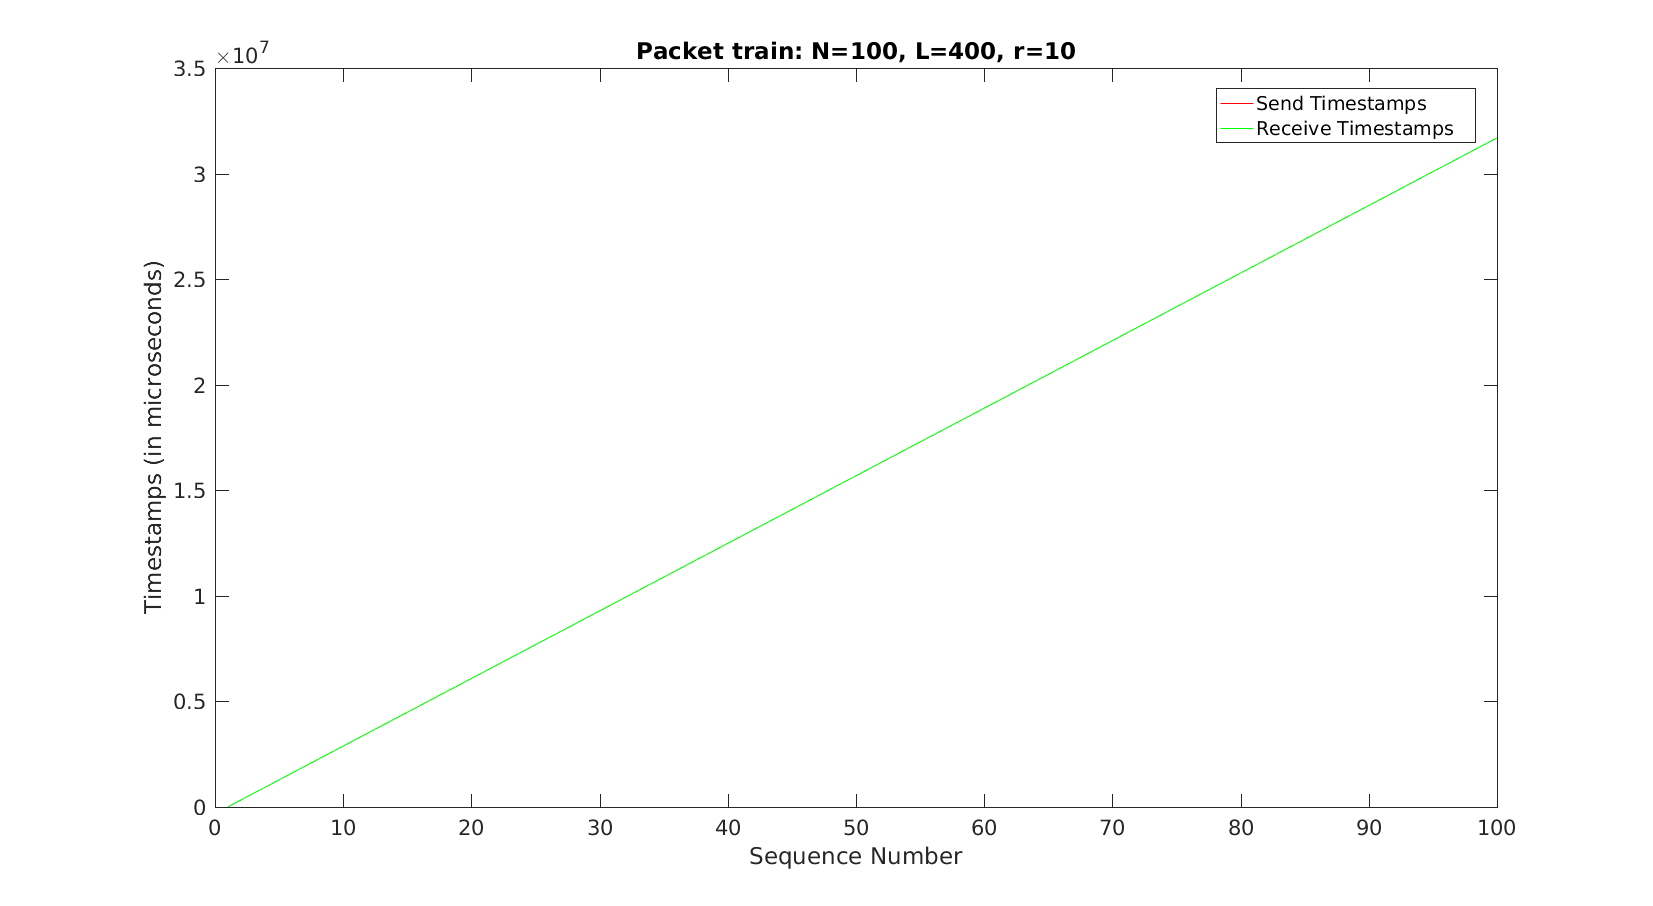 Packet train: N=100, L=400, r=10
×10^7
3.5
3
2.5
2
1.5
1
0.5
0
Timestamps (in microseconds)
Send Timestamps
Receive Timestamps
0 10 20 30 40 50 60 70 80 90 100
Sequence Number